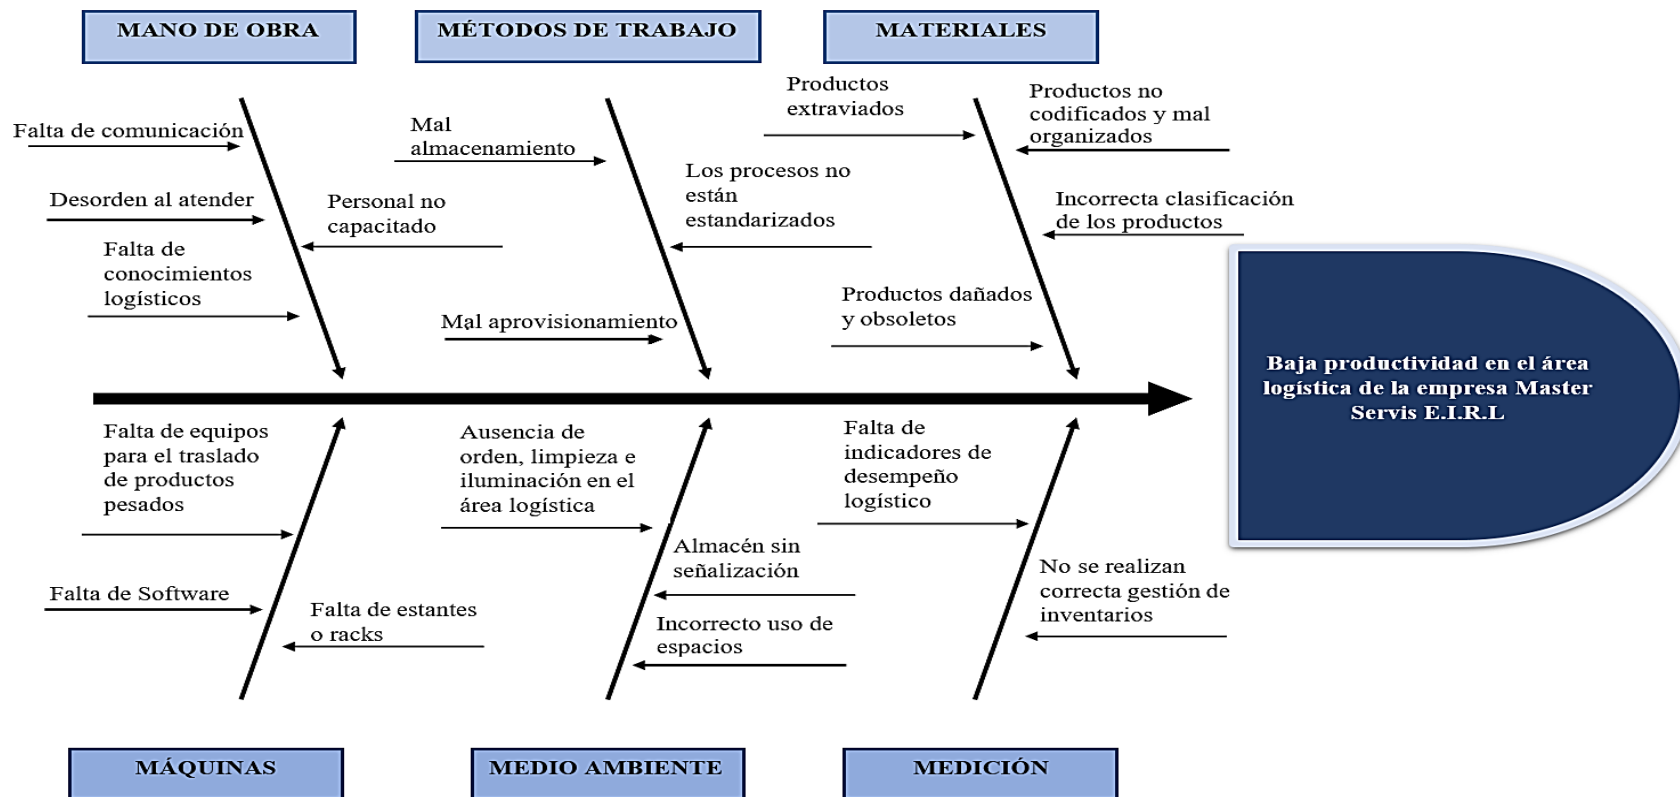 MANO DE OBRA
MÉTODOS DE TRABAJO
MATERIALES
Falta de comunicación
Desorden al atender
Falta de
conocimientos
logísticos
Personal no
capacitado
Mal
almacenamiento
Los procesos no
están
estandarizados
Mal aprovisionamiento
Productos
extraviados
Productos no
codificados y mal
organizados
Incorrecta clasificación
de los productos
Productos dañados
y obsoletos
Baja productividad en el área
logística de la empresa Master
Servis E.I.R.L
Falta de equipos
para el traslado
de productos
pesados
Falta de Software
Falta de estantes
o racks
Ausencia de
orden, limpieza e
iluminación en el
área logística
Almacén sin
señalización
Incorrecto uso de
espacios
Falta de
indicadores de
desempeño
logístico
No se realizan
correcta gestión de
inventarios
MÁQUINAS
MEDIO AMBIENTE
MEDICIÓN